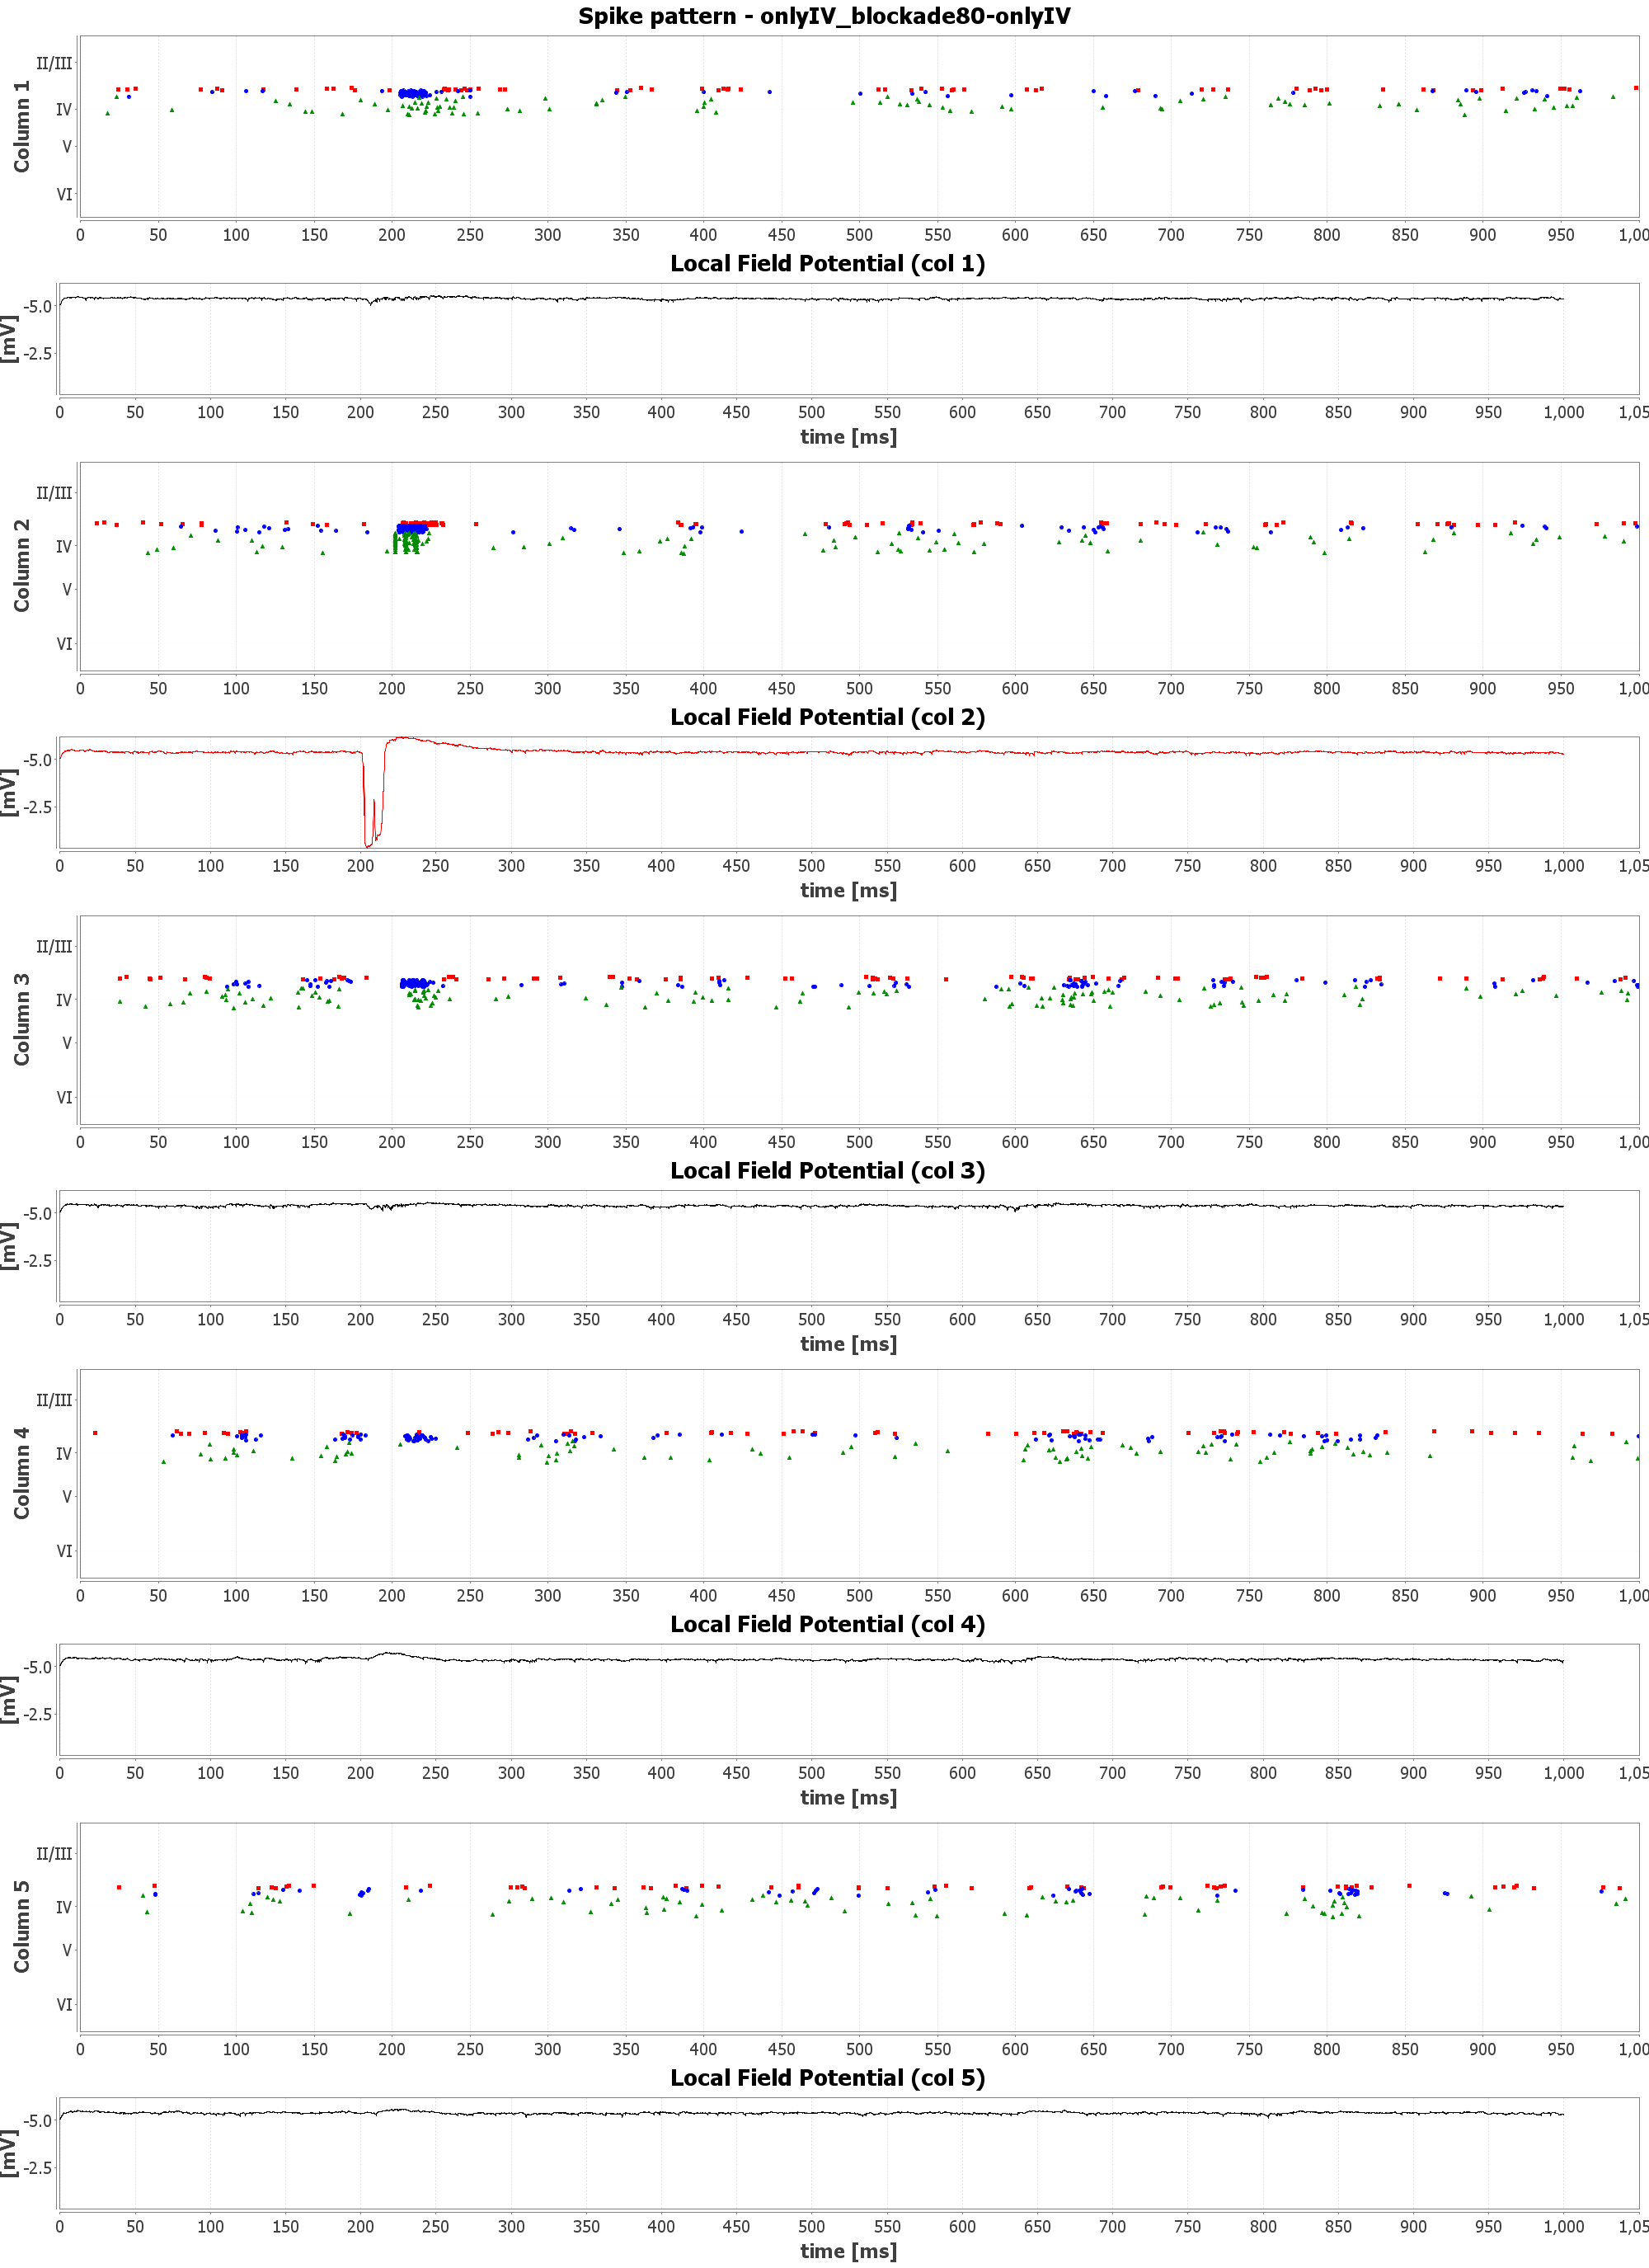 Spike pattern - onlyIV_blockade80-onlyIV
Column 1
II/III
IV
V
VI
0 50 100 150 200 250 300 350 400 450 500 550 600 650 700 750 800 850 900 950 1,00
Local Field Potential (col 1)
[mV]
-5.0
-2.5
0 50 100 150 200 250 300 350 400 450 500 550 600 650 700 750 800 850 900 950 1,000 1,05
time [ms]
Column 2
II/III
IV
V
VI
0 50 100 150 200 250 300 350 400 450 500 550 600 650 700 750 800 850 900 950 1,00
Local Field Potential (col 2)
[mV]
-5.0
-2.5
0 50 100 150 200 250 300 350 400 450 500 550 600 650 700 750 800 850 900 950 1,000 1,05
time [ms]
Column 3
II/III
IV
V
VI
0 50 100 150 200 250 300 350 400 450 500 550 600 650 700 750 800 850 900 950 1,00
Local Field Potential (col 3)
[mV]
-5.0
-2.5
0 50 100 150 200 250 300 350 400 450 500 550 600 650 700 750 800 850 900 950 1,000 1,05
time [ms]
Column 4
II/III
IV
V
VI
0 50 100 150 200 250 300 350 400 450 500 550 600 650 700 750 800 850 900 950 1,00
Local Field Potential (col 4)
[mV]
-5.0
-2.5
0 50 100 150 200 250 300 350 400 450 500 550 600 650 700 750 800 850 900 950 1,000 1,05
time [ms]
Column 5
II/III
IV
V
VI
0 50 100 150 200 250 300 350 400 450 500 550 600 650 700 750 800 850 900 950 1,00
Local Field Potential (col 5)
[mV]
-5.0
-2.5
0 50 100 150 200 250 300 350 400 450 500 550 600 650 700 750 800 850 900 950 1,000 1,05
time [ms]